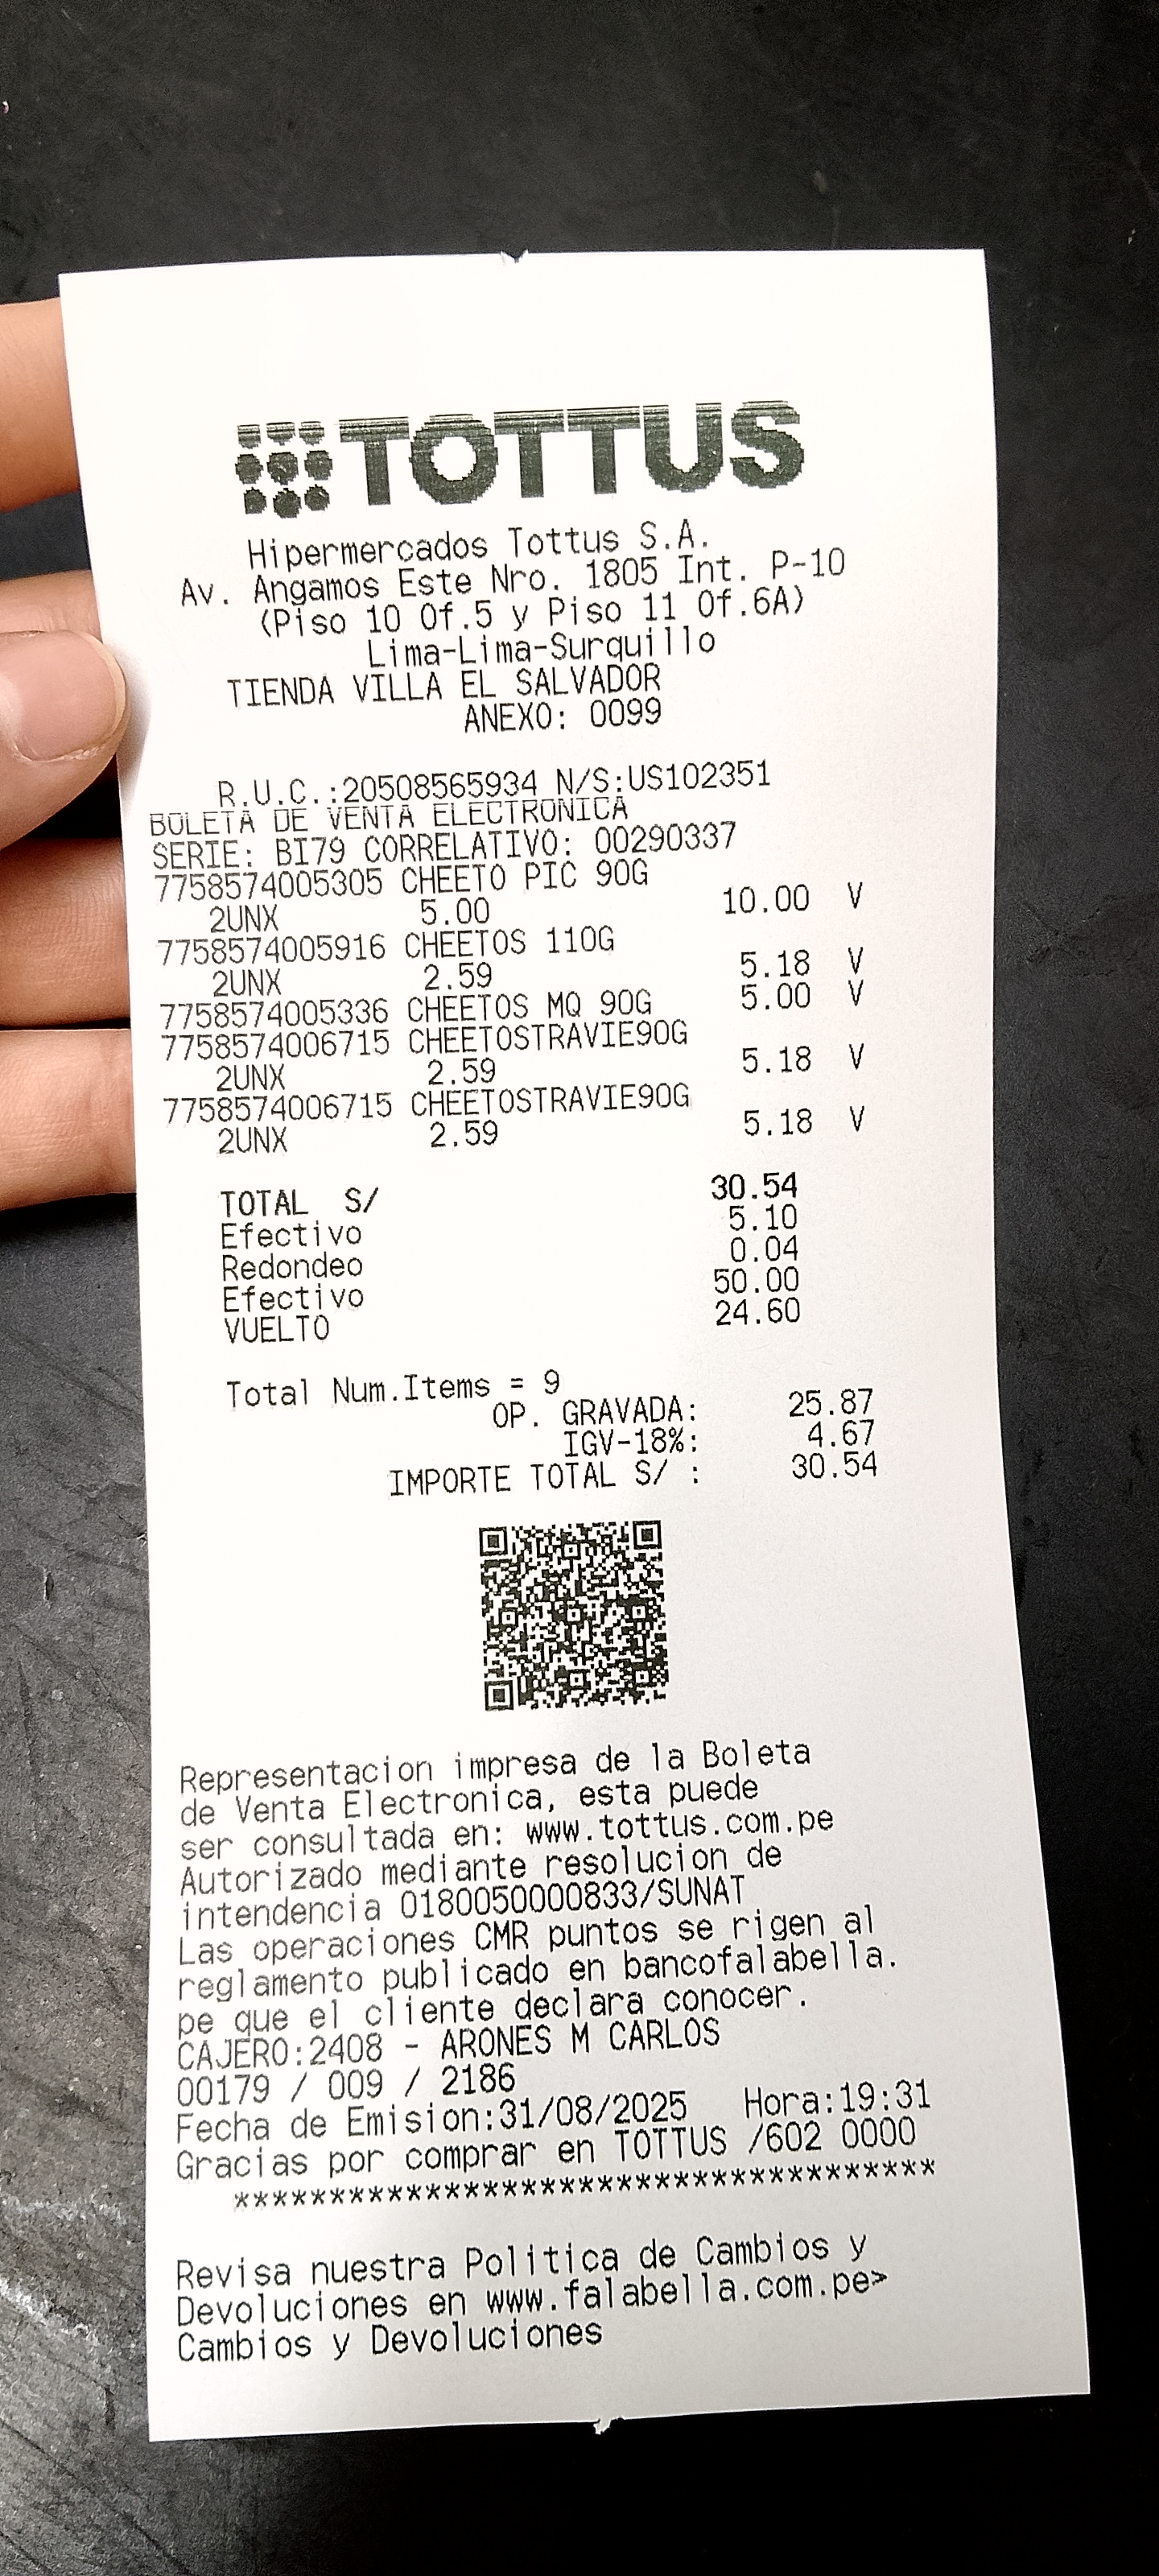 TOTTUS
Hipermercados Tottus S.A.
Av. Angamos Este Nro. 1805 Int. P-10
(Piso 10 Of.5 y Piso 11 Of.6A)
Lima-Lima-Surquillo
TIENDA VILLA EL SALVADOR
ANEXO: 0099
R.U.C.:20508565934 N/S:US102351
BOLETA DE VENTA ELECTRONICA
SERIE: BI79 CORRELATIVO: 00290337
7758574005305 CHEETO PIC 90G
2UNX 5.00 10.00 V
7758574005916 CHEETOS 110G
2UNX 2.59 5.18 V
7758574005336 CHEETOS MQ 90G 5.00 V
7758574006715 CHEETOSTRAVIE90G
2UNX 2.59 5.18 V
7758574006715 CHEETOSTRAVIE90G
2UNX 2.59 5.18 V
TOTAL S/ 30.54
Efectivo 5.10
Redondeo 0.04
Efectivo 50.00
VUELTO 24.60
Total Num.Items = 9
OP. GRAVADA: 25.87
IGV-18%: 4.67
IMPORTE TOTAL S/ : 30.54
Representacion impresa de la Boleta
de Venta Electronica, esta puede
ser consultada en: www.tottus.com.pe
Autorizado mediante resolucion de
intendencia 0180050000833/SUNAT
Las operaciones CMR puntos se rigen al
reglamento publicado en bancofalabella.
pe que el cliente declara conocer.
CAJERO:2408 - ARONES M CARLOS
00179 / 009 / 2186
Fecha de Emision:31/08/2025 Hora:19:31
Gracias por comprar en TOTTUS /602 0000
*************************************
Revisa nuestra Politica de Cambios y
Devoluciones en www.falabella.com.pe>
Cambios y Devoluciones